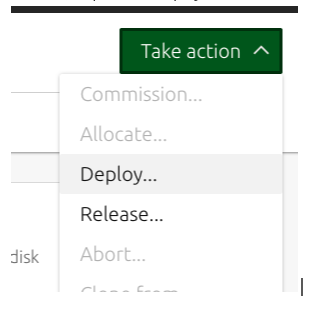 Take action
Commission...
Allocate...
Deploy...
Release...
disk
Abort...